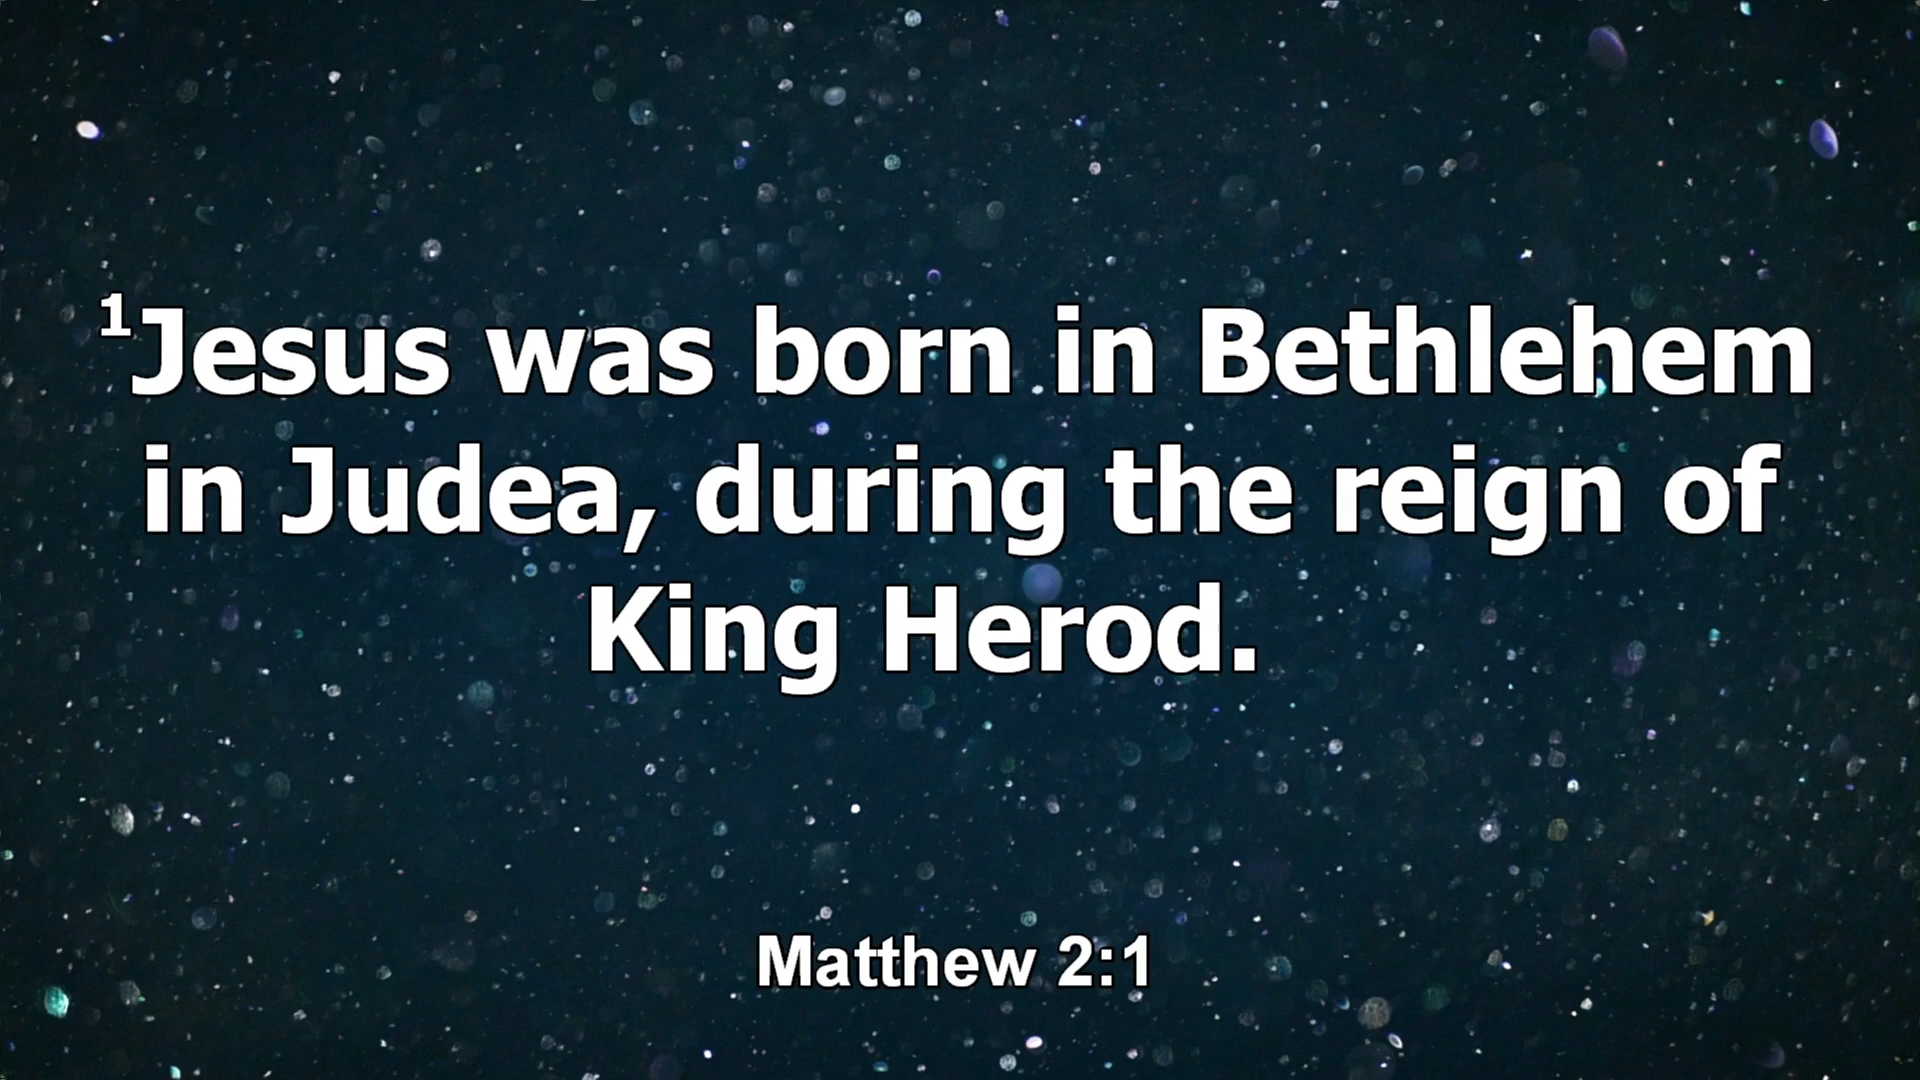 1Jesus was born in Bethlehem
in Judea, during the reign of
King Herod.
Matthew 2:1